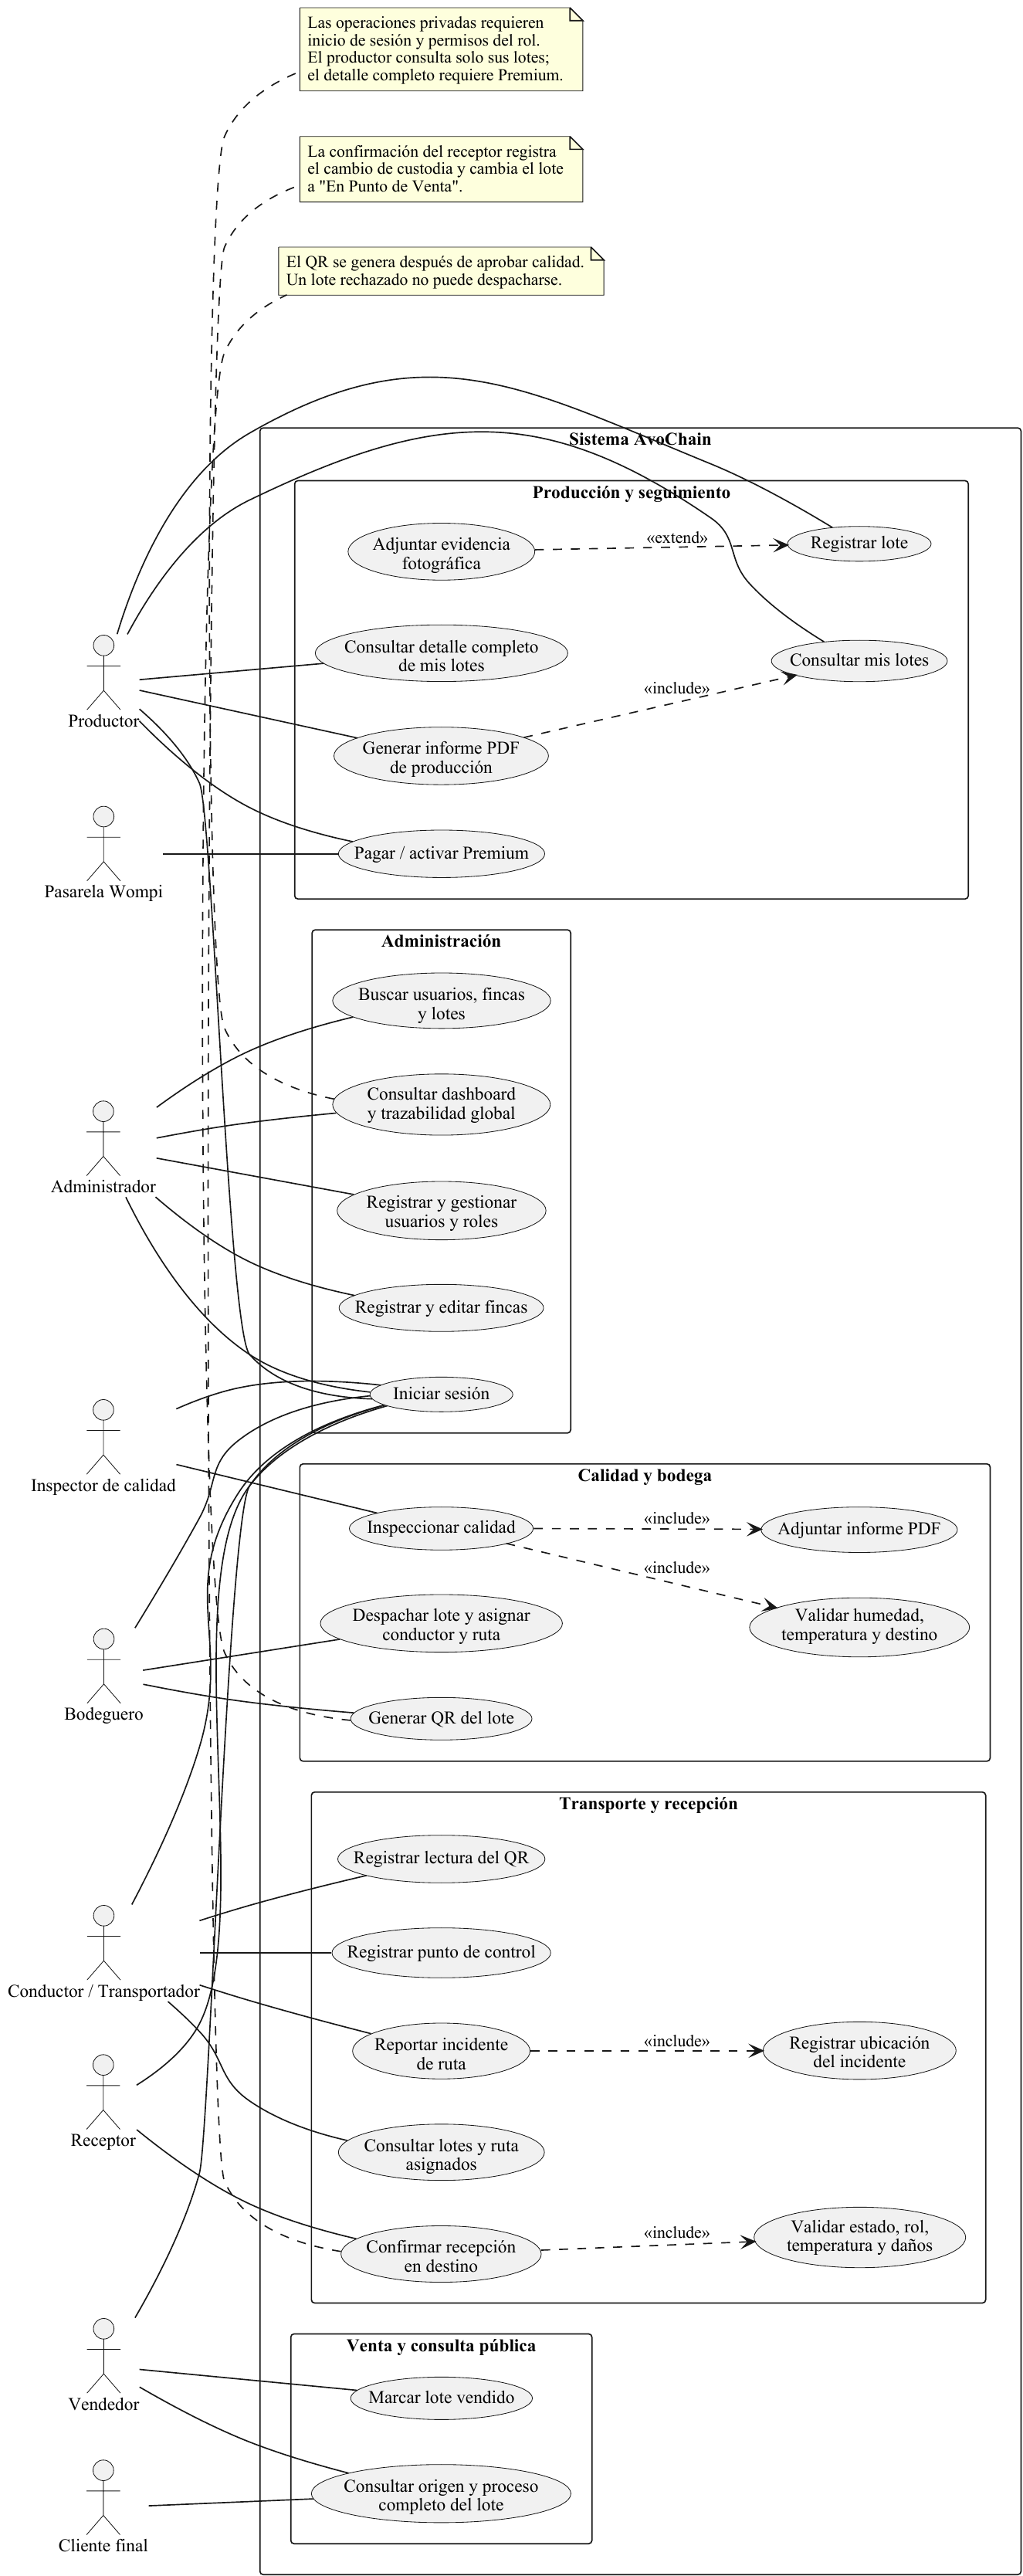 Las operaciones privadas requieren
inicio de sesión y permisos del rol.
El productor consulta solo sus lotes;
el detalle completo requiere Premium.
La confirmación del receptor registra
el cambio de custodia y cambia el lote
a "En Punto de Venta".
El QR se genera después de aprobar calidad.
Un lote rechazado no puede despacharse.
Sistema AvoChain
Producción y seguimiento
Adjuntar evidencia
fotográfica
«extend»
Registrar lote
Consultar detalle completo
de mis lotes
Consultar mis lotes
«include»
Generar informe PDF
de producción
Pagar / activar Premium
Productor
Pasarela Wompi
Administración
Buscar usuarios, fincas
y lotes
Consultar dashboard
y trazabilidad global
Registrar y gestionar
usuarios y roles
Registrar y editar fincas
Iniciar sesión
Administrador
Inspector de calidad
Calidad y bodega
Inspeccionar calidad
«include»
Adjuntar informe PDF
«include»
Validar humedad,
temperatura y destino
Despachar lote y asignar
conductor y ruta
Generar QR del lote
Bodeguero
Transporte y recepción
Registrar lectura del QR
Registrar punto de control
Conductor / Transportador
Reportar incidente
de ruta
«include»
Registrar ubicación
del incidente
Consultar lotes y ruta
asignados
Receptor
Confirmar recepción
en destino
«include»
Validar estado, rol,
temperatura y daños
Venta y consulta pública
Marcar lote vendido
Vendedor
Consultar origen y proceso
completo del lote
Cliente final